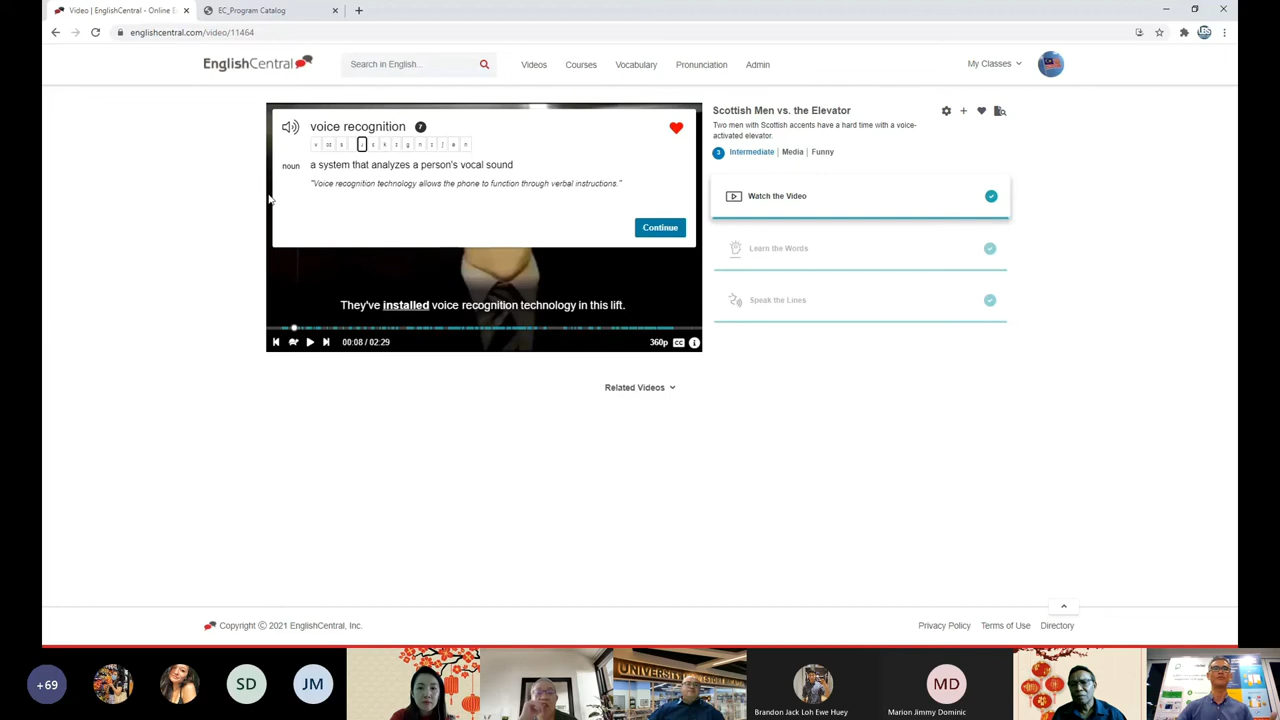 Video | EnglishCentral - Online E
EC_Program Catalog
englishcentral.com/video/11464
EnglishCentral
Search in English...
Videos
Courses
Vocabulary
Pronunciation
Admin
My Classes
voice recognition 7
noun
a system that analyzes a person's vocal sound
"Voice recognition technology allows the phone to function through verbal instructions."
Continue
They've installed voice recognition technology in this lift.
00:08 / 02:29
360p
CC
Scottish Men vs. the Elevator
Two men with Scottish accents have a hard time with a voice-
activated elevator.
3 Intermediate | Media | Funny
Watch the Video
Learn the Words
Speak the Lines
Related Videos
Copyright © 2021 EnglishCentral, Inc.
Privacy Policy
Terms of Use
Directory
+69
SD
JM
UNIVERSI
Brandon Jack Loh Ewe Huey
MD
Marion Jimmy Dominic